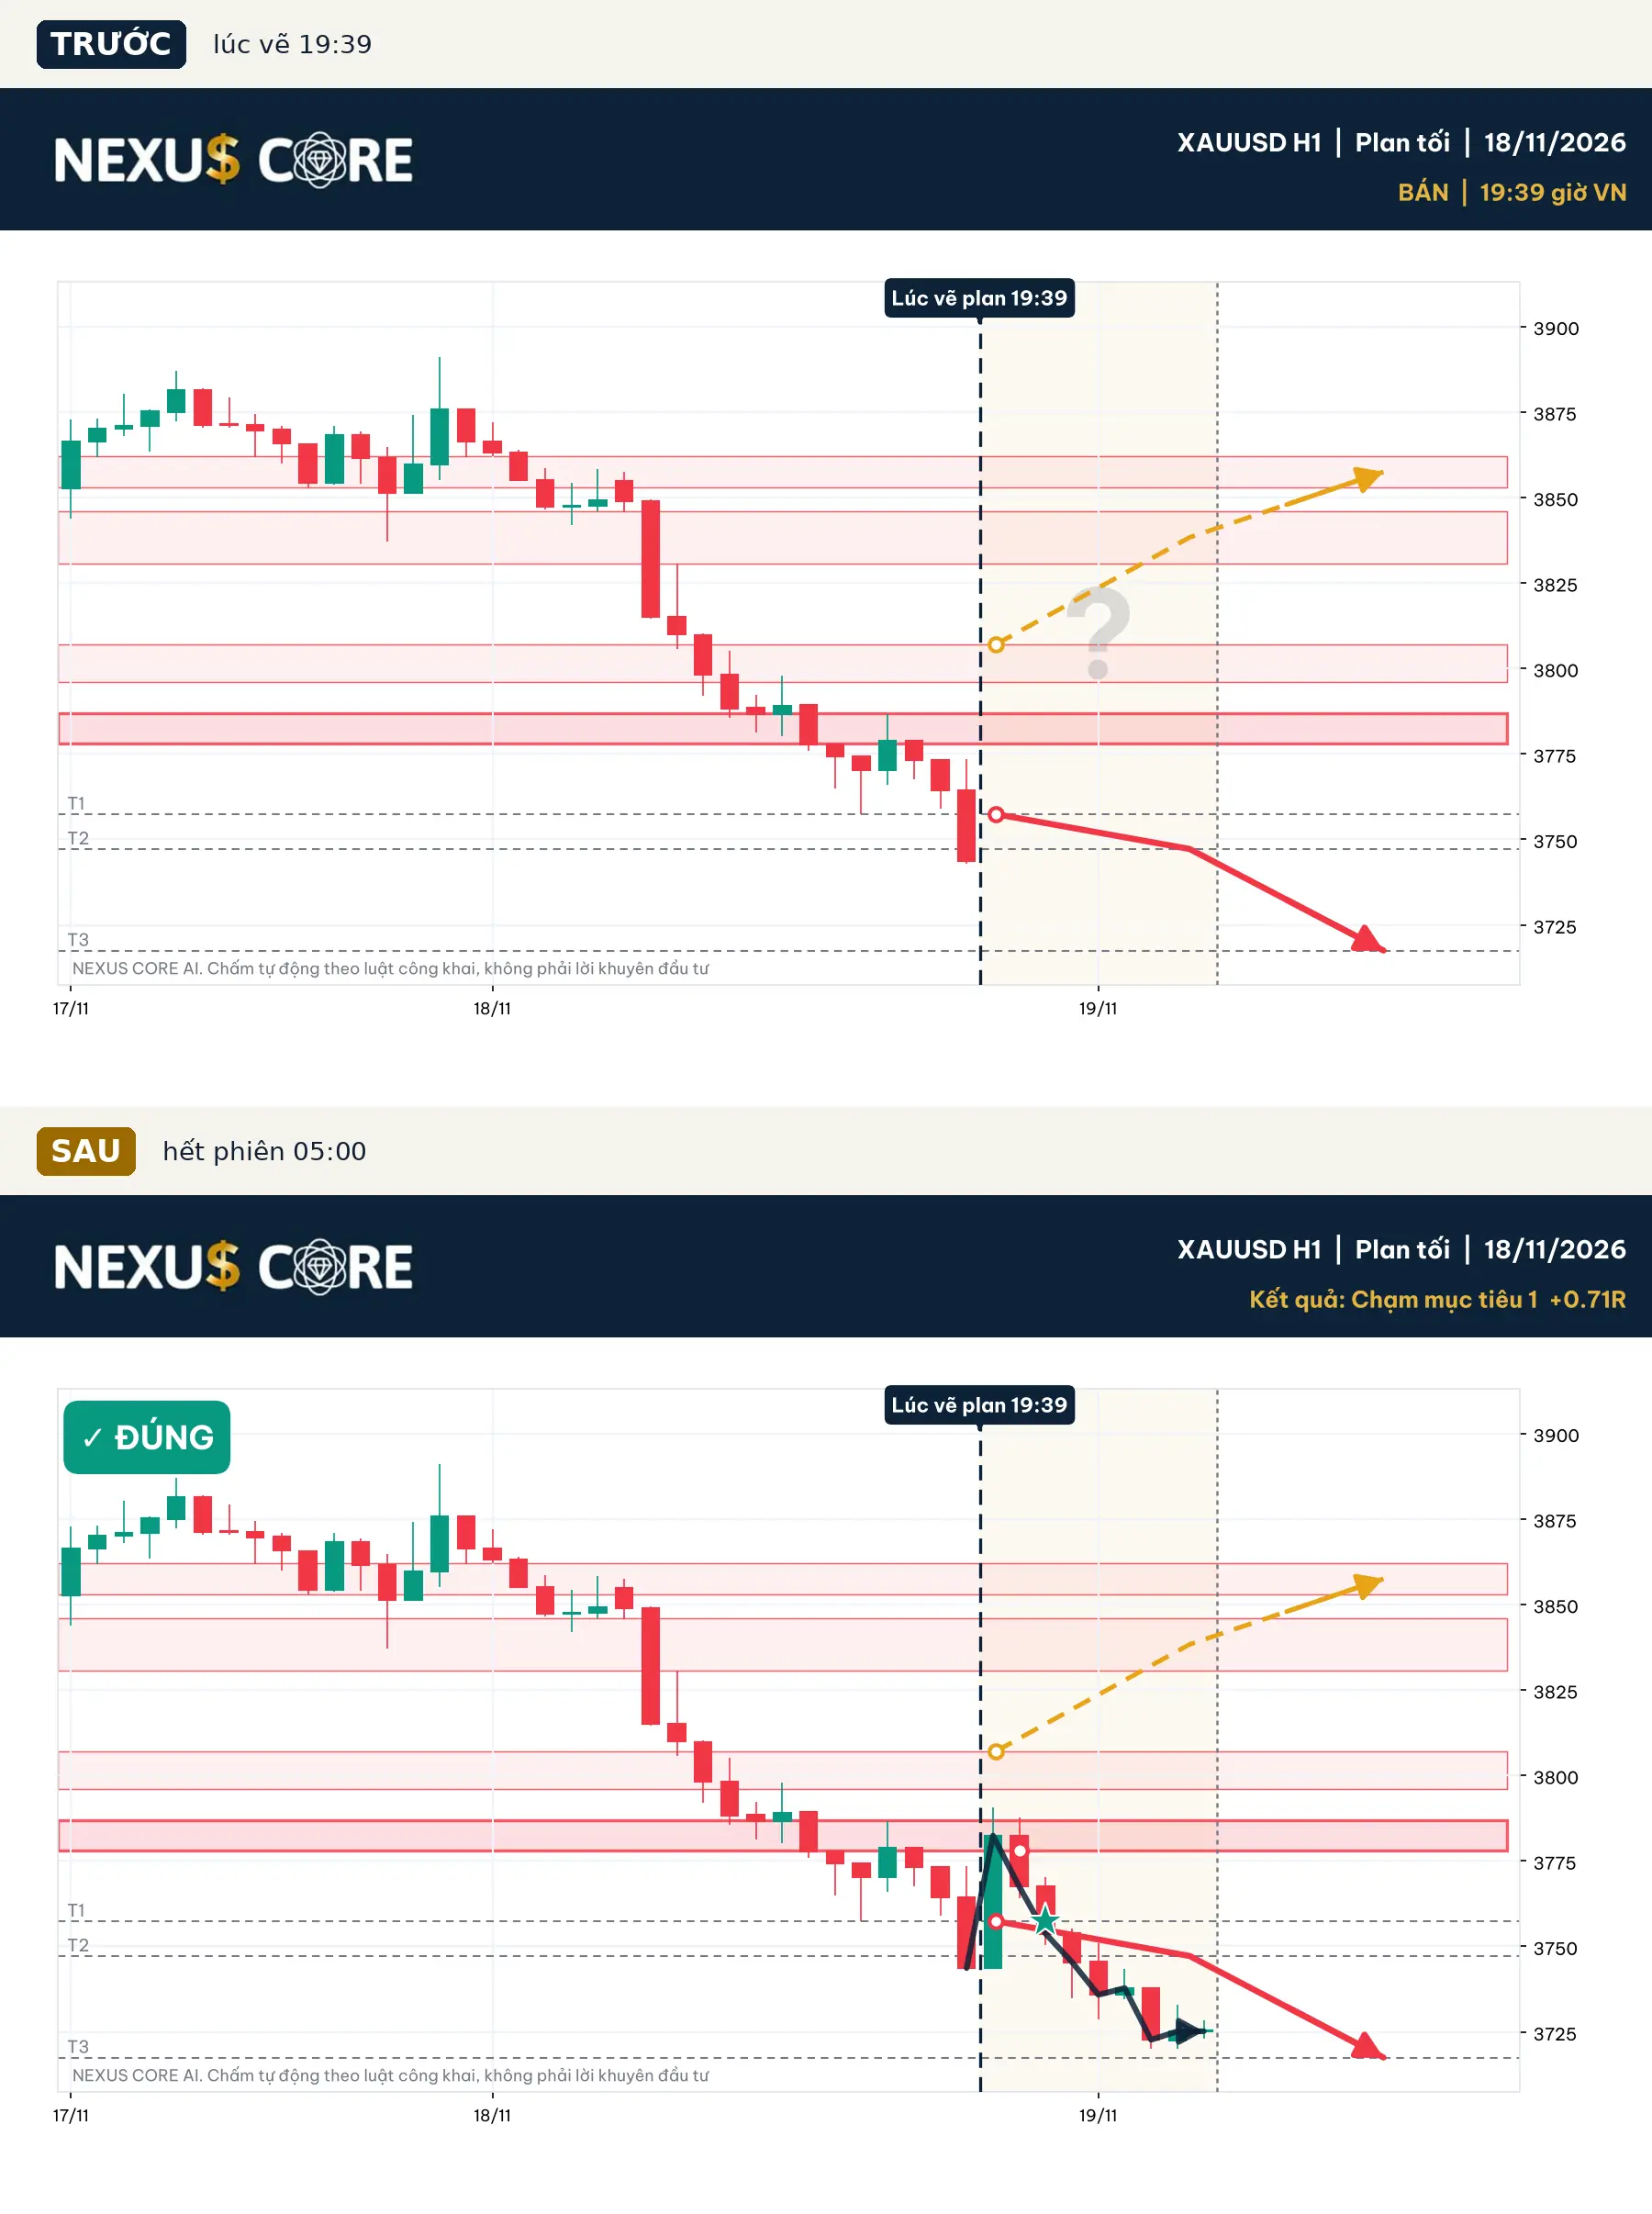 TRƯỚC lúc vẽ 19:39
NEXU$ CORE
XAUUSD H1 | Plan tối | 18/11/2026
BÁN | 19:39 giờ VN
Lúc vẽ plan 19:39
3900
3875
3850
3825
?
3800
3775
T1
T2
3750
3725
T3
NEXUS CORE AI. Chấm tự động theo luật công khai, không phải lời khuyên đầu tư
17/11 18/11 19/11
SAU hết phiên 05:00
NEXU$ CORE
XAUUSD H1 | Plan tối | 18/11/2026
Kết quả: Chạm mục tiêu 1 +0.71R
Lúc vẽ plan 19:39
✓ ĐÚNG
3900
3875
3850
3825
3800
3775
T1
T2
3750
3725
T3
NEXUS CORE AI. Chấm tự động theo luật công khai, không phải lời khuyên đầu tư
17/11 18/11 19/11